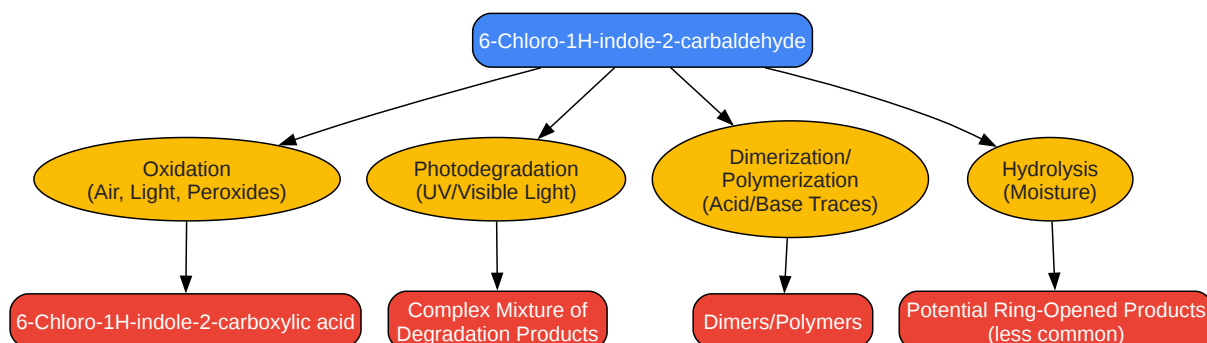 6-Chloro-1H-indole-2-carbaldehyde
Oxidation
(Air, Light, Peroxides)
Photodegradation
(UV/Visible Light)
Dimerization/
Polymerization
(Acid/Base Traces)
Hydrolysis
(Moisture)
6-Chloro-1H-indole-2-carboxylic acid
Complex Mixture of
Degradation Products
Dimers/Polymers
Potential Ring-Opened Products
(less common)